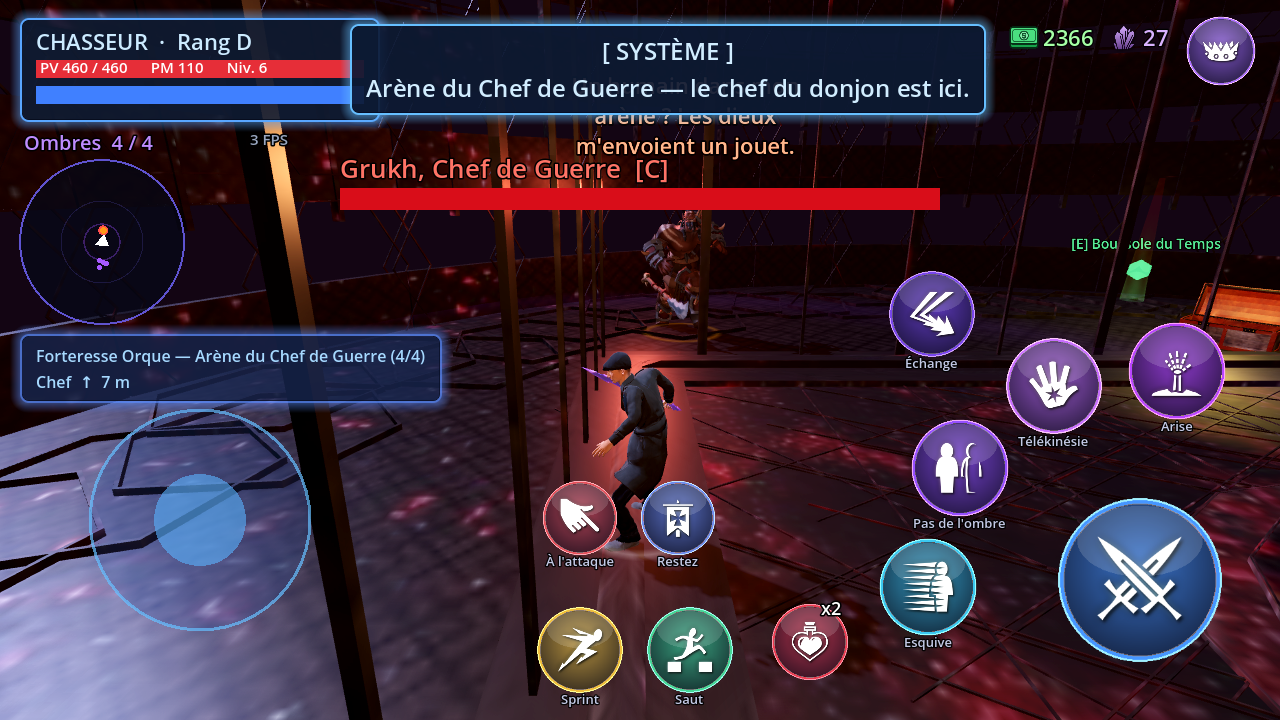 CHASSEUR · Rang D
PV 460 / 460 PM 110 Niv. 6
[ SYSTÈME ]
Arène du Chef de Guerre — le chef du donjon est ici.
2366
27
arène ? Les dieux
m'envoient un jouet.
Ombres 4 / 4
3 FPS
Grukh, Chef de Guerre [C]
[E] Boussole du Temps
Forteresse Orque — Arène du Chef de Guerre (4/4)
Chef ↑ 7 m
Échange
Télékinésie
Arise
Pas de l'ombre
À l'attaque
Restez
x2
Esquive
Sprint
Saut